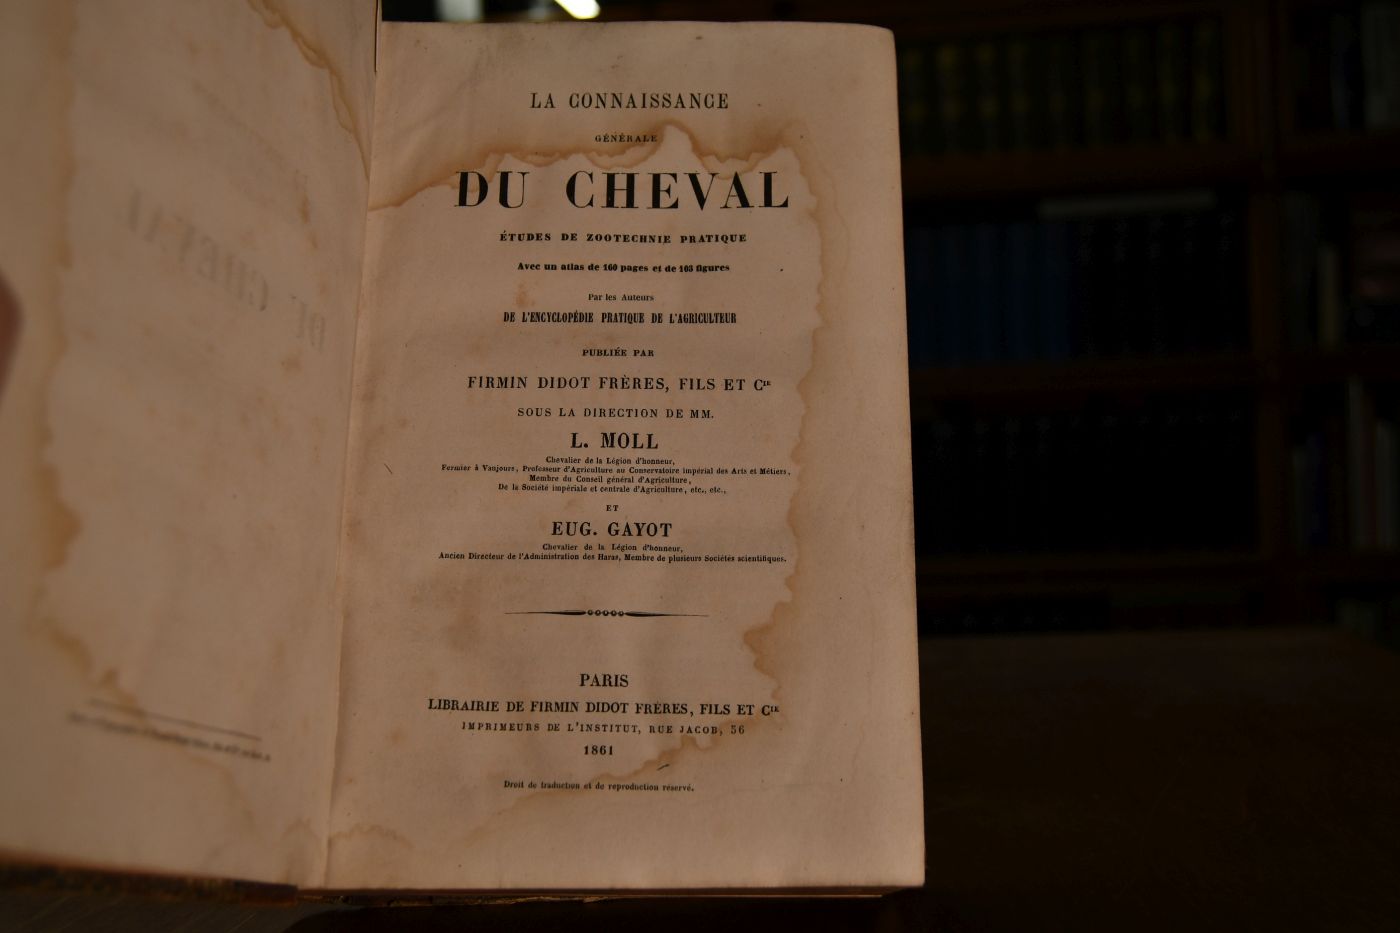 LA CONNAISSANCE
GÉNÉRALE
DU CHEVAL
ÉTUDES DE ZOOTECHNIE PRATIQUE
Avec un atlas de 160 pages et de 103 figures
Par les Auteurs
DE L'ENCYCLOPÉDIE PRATIQUE DE L'AGRICULTEUR
PUBLIÉE PAR
FIRMIN DIDOT FRÈRES, FILS ET Cie
SOUS LA DIRECTION DE MM.
L. MOLL
Chevalier de la Légion d'honneur,
Fermier à Vaujours, Professeur d'Agriculture au Conservatoire impérial des Arts et Métiers,
Membre du Conseil général d'Agriculture,
De la Société impériale et centrale d'Agriculture, etc., etc.,
ET
EUG. GAYOT
Chevalier de la Légion d'honneur,
Ancien Directeur de l'Administration des Haras, Membre de plusieurs Sociétés scientifiques.
PARIS
LIBRAIRIE DE FIRMIN DIDOT FRÈRES, FILS ET Cie
IMPRIMEURS DE L'INSTITUT, RUE JACOB, 56
1861
Droit de traduction et de reproduction réservé.